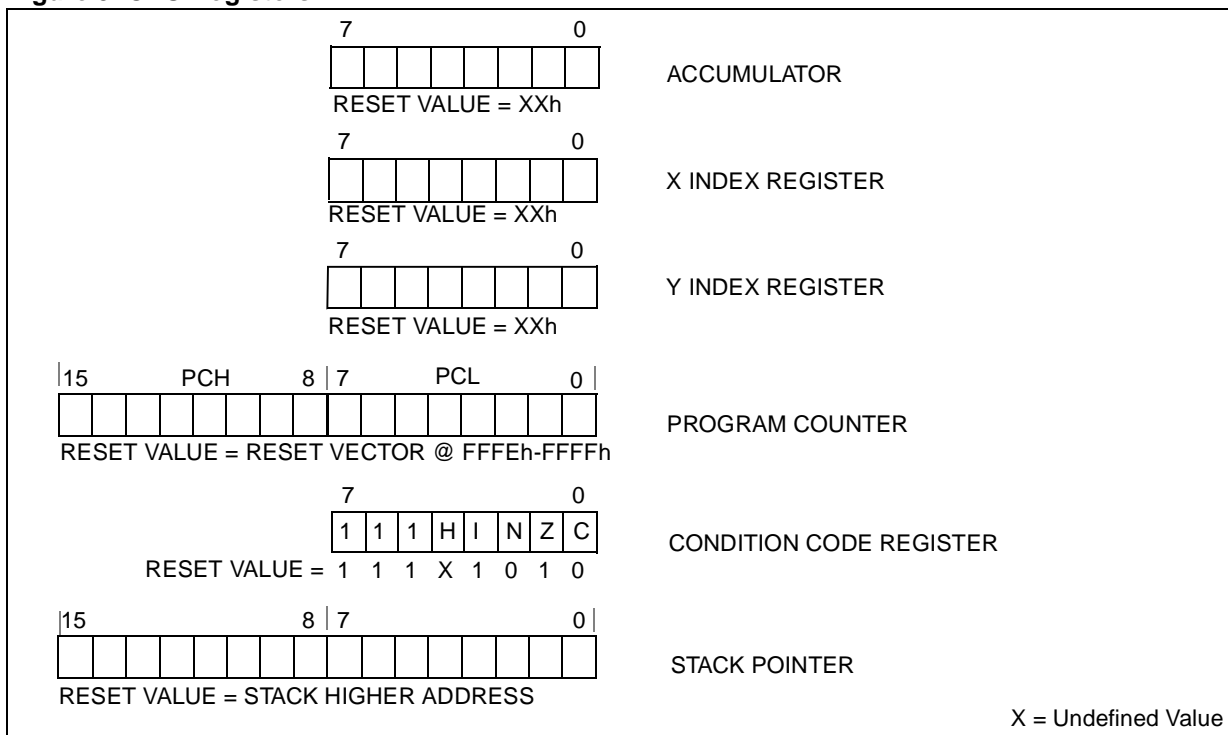 7 0
ACCUMULATOR
RESET VALUE = XXh
7 0
X INDEX REGISTER
RESET VALUE = XXh
7 0
Y INDEX REGISTER
RESET VALUE = XXh
15 PCH 8 7 PCL 0
PROGRAM COUNTER
RESET VALUE = RESET VECTOR @ FFFEh-FFFFh
7 0
1 1 1 H I N Z C
CONDITION CODE REGISTER
RESET VALUE = 1 1 1 X 1 0 1 0
15 8 7 0
STACK POINTER
RESET VALUE = STACK HIGHER ADDRESS
X = Undefined Value